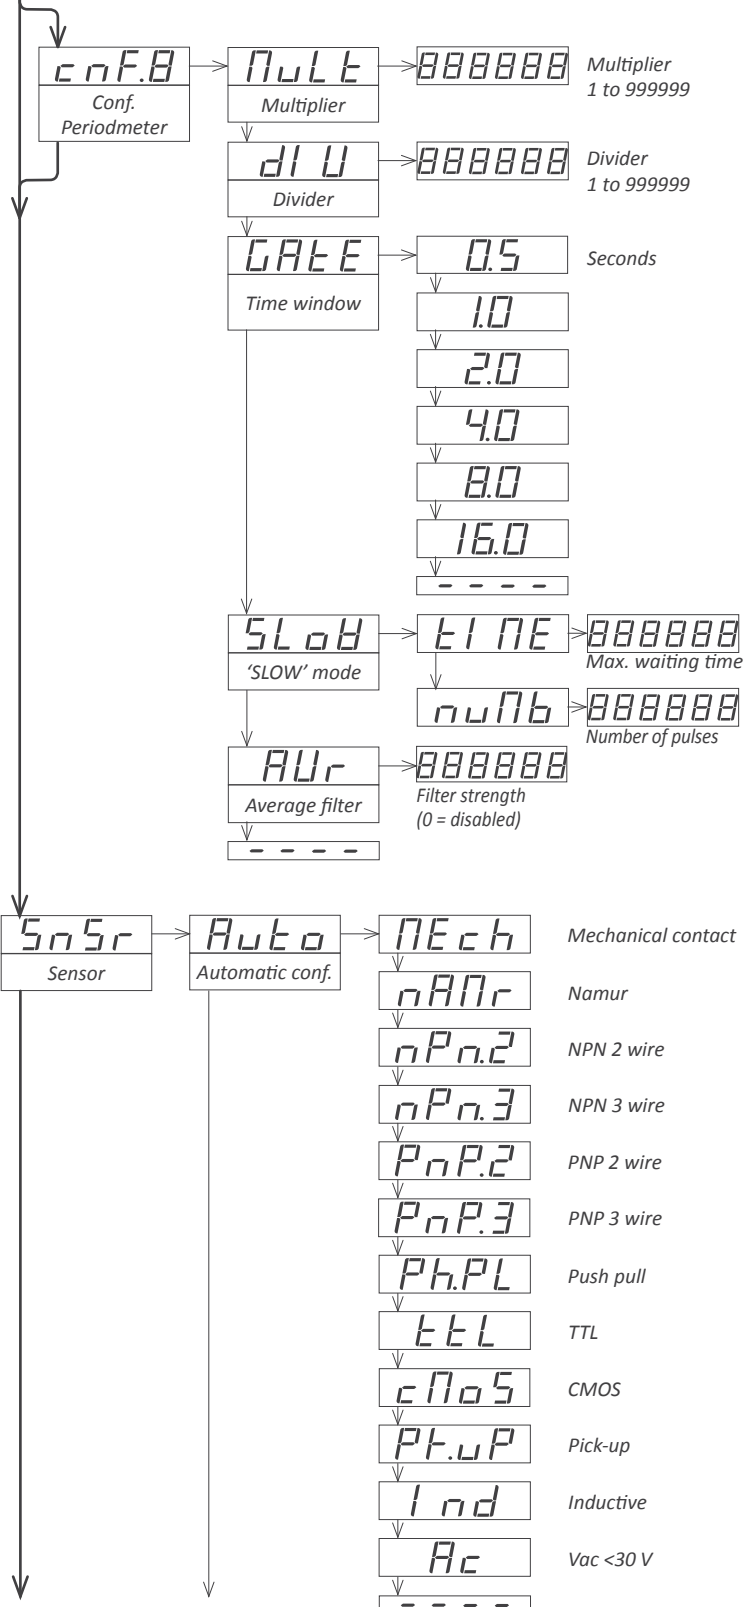 cnF.8
Conf.
Periodmeter
MuLt
Multiplier
888888
Multiplier
1 to 999999
dIV
Divider
888888
Divider
1 to 999999
GAtE
Time window
0.5
Seconds
1.0
2.0
4.0
8.0
16.0
----
SLoW
‘SLOW’ mode
tIME
888888
Max. waiting time
nuMb
888888
Number of pulses
AVr
Average filter
888888
Filter strength
(0 = disabled)
----
SnSr
Sensor
Auto
Automatic conf.
MEch
Mechanical contact
nAMr
Namur
nPn.2
NPN 2 wire
nPn.3
NPN 3 wire
PnP.2
PNP 2 wire
PnP.3
PNP 3 wire
Ph.PL
Push pull
ttL
TTL
cMoS
CMOS
Pk.uP
Pick-up
Ind
Inductive
Ac
Vac <30 V
----